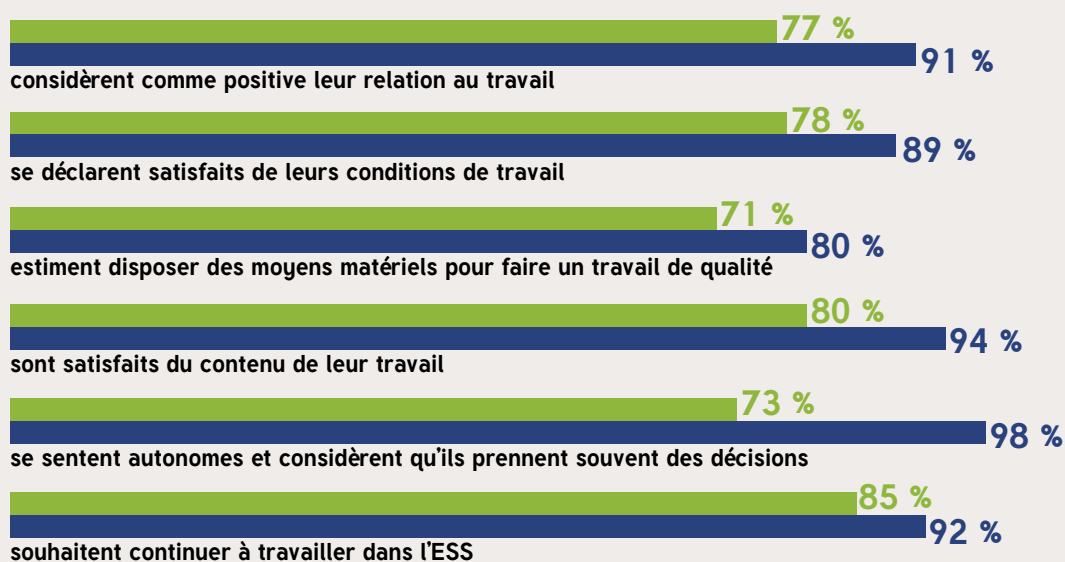 77 %
91 %
considèrent comme positive leur relation au travail
78 %
89 %
se déclarent satisfaits de leurs conditions de travail
71 %
80 %
estiment disposer des moyens matériels pour faire un travail de qualité
80 %
94 %
sont satisfaits du contenu de leur travail
73 %
98 %
se sentent autonomes et considèrent qu'ils prennent souvent des décisions
85 %
92 %
souhaitent continuer à travailler dans l'ESS